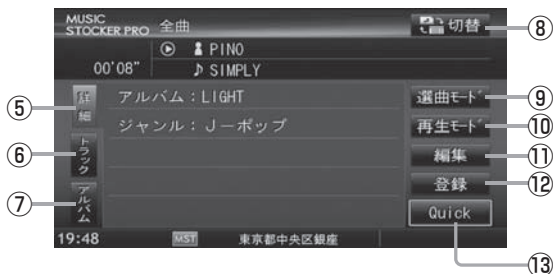 MUSIC
STOCKER PRO 全曲
切替
⑧
PINO
00'08"
SIMPLY
⑤
詳細
アルバム：LIGHT
選曲ﾓｰﾄﾞ
⑨
ジャンル：Jーポップ
再生ﾓｰﾄﾞ
⑩
⑥
トラック
編集
⑪
登録
⑫
⑦
アルバム
Quick
19:48
MST
東京都中央区銀座
⑬